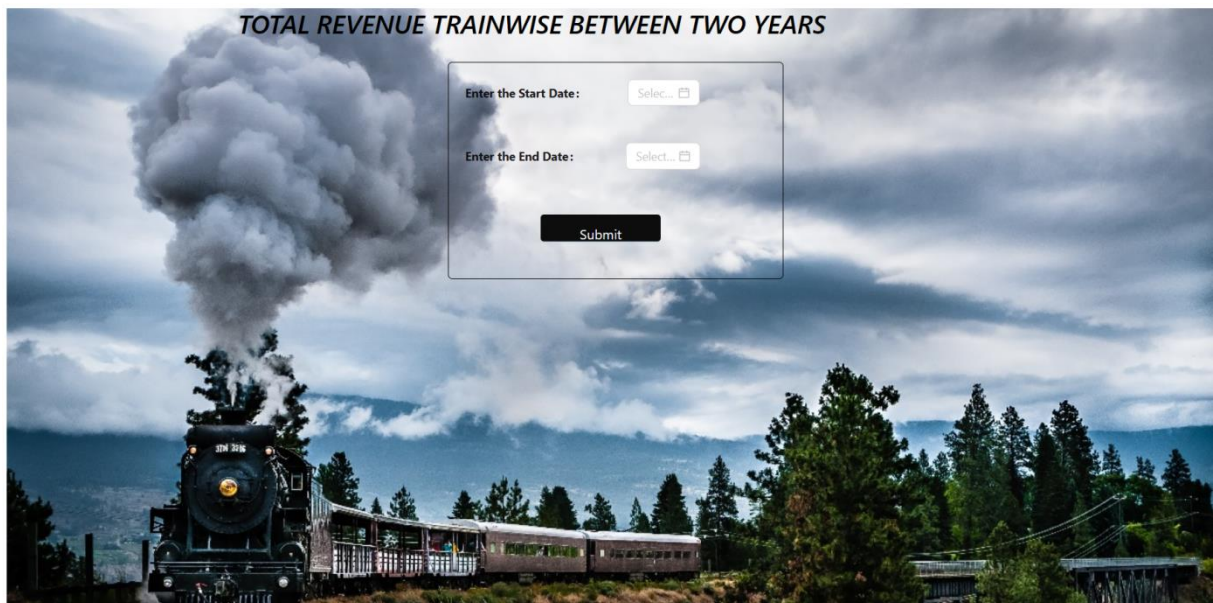 TOTAL REVENUE TRAINWISE BETWEEN TWO YEARS
Enter the Start Date:
Selec...
Enter the End Date:
Select...
Submit